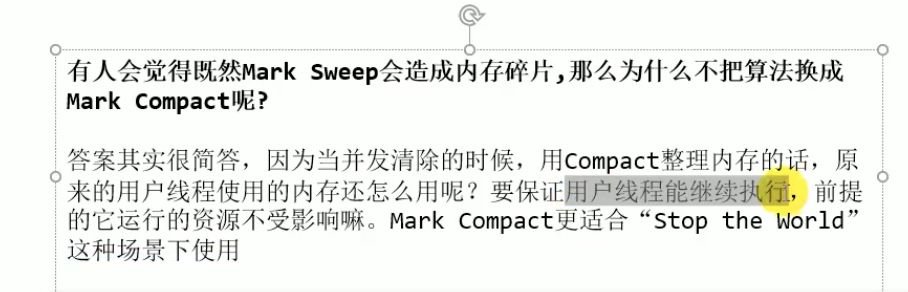 有人会觉得既然Mark Sweep会造成内存碎片,那么为什么不把算法换成
Mark Compact呢?
答案其实很简答，因为当并发清除的时候，用Compact整理内存的话，原
来的用户线程使用的内存还怎么用呢？要保证用户线程能继续执行，前提
的它运行的资源不受影响嘛。Mark Compact更适合“Stop the World”
这种场景下使用